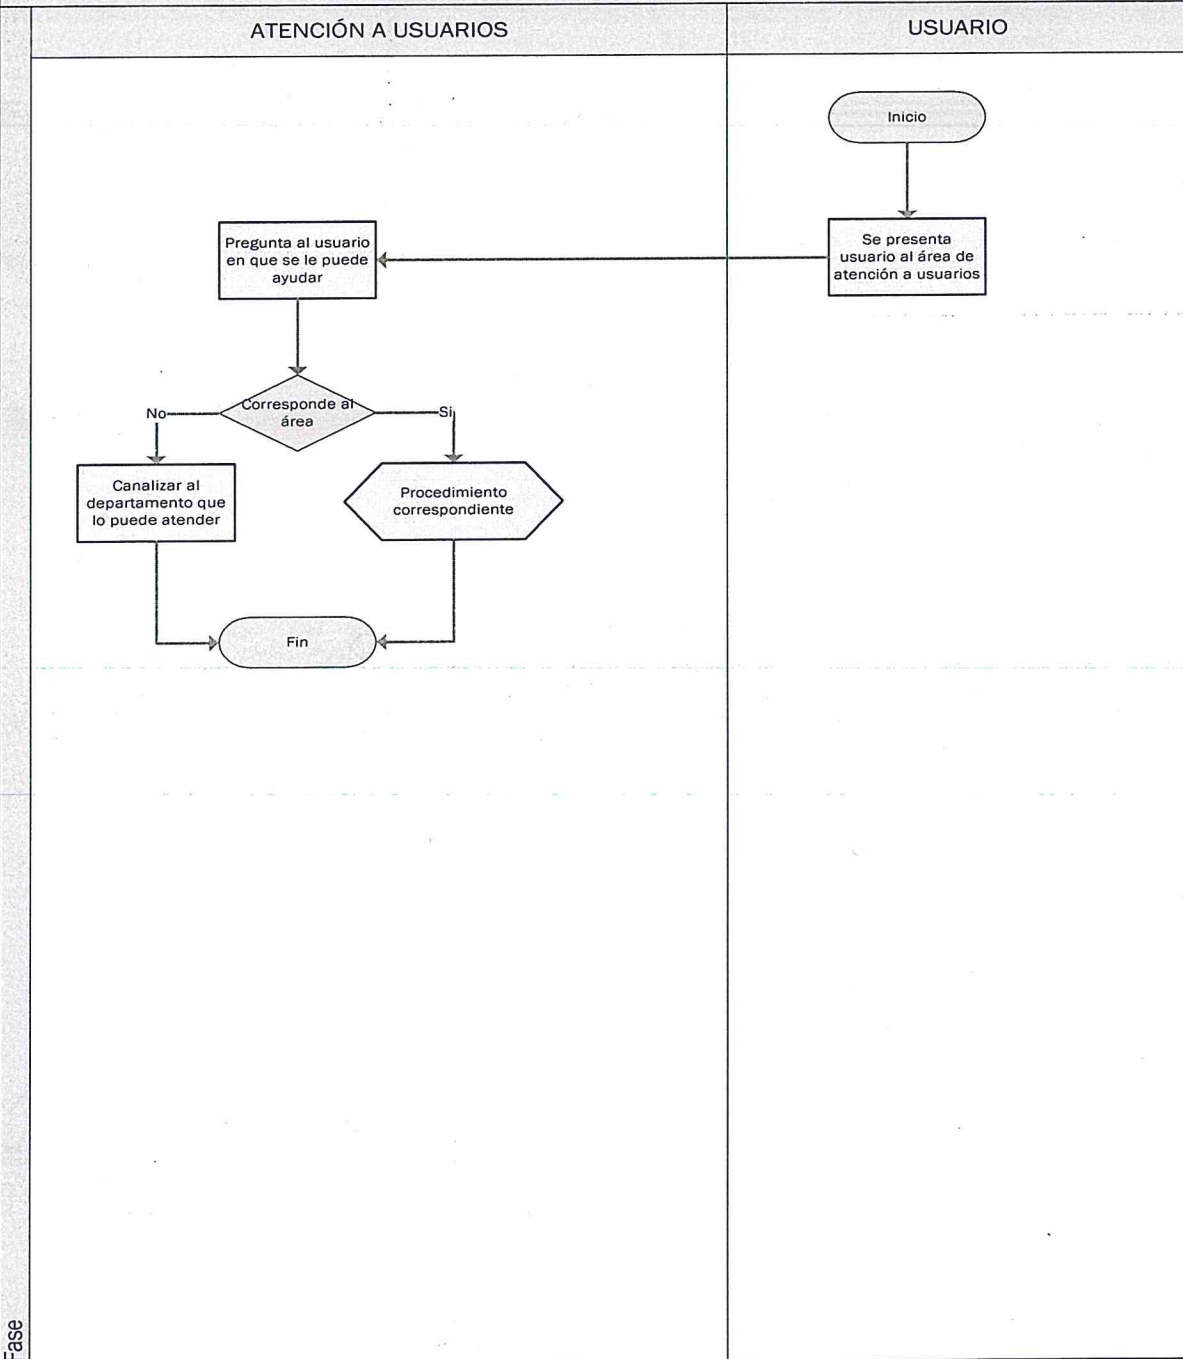 ATENCIÓN A USUARIOS
USUARIO
Inicio
Se presenta
usuario al área de
atención a usuarios
Pregunta al usuario
en que se le puede
ayudar
Corresponde al
área
No
Si
Canalizar al
departamento que
lo puede atender
Procedimiento
correspondiente
Fin
Fase